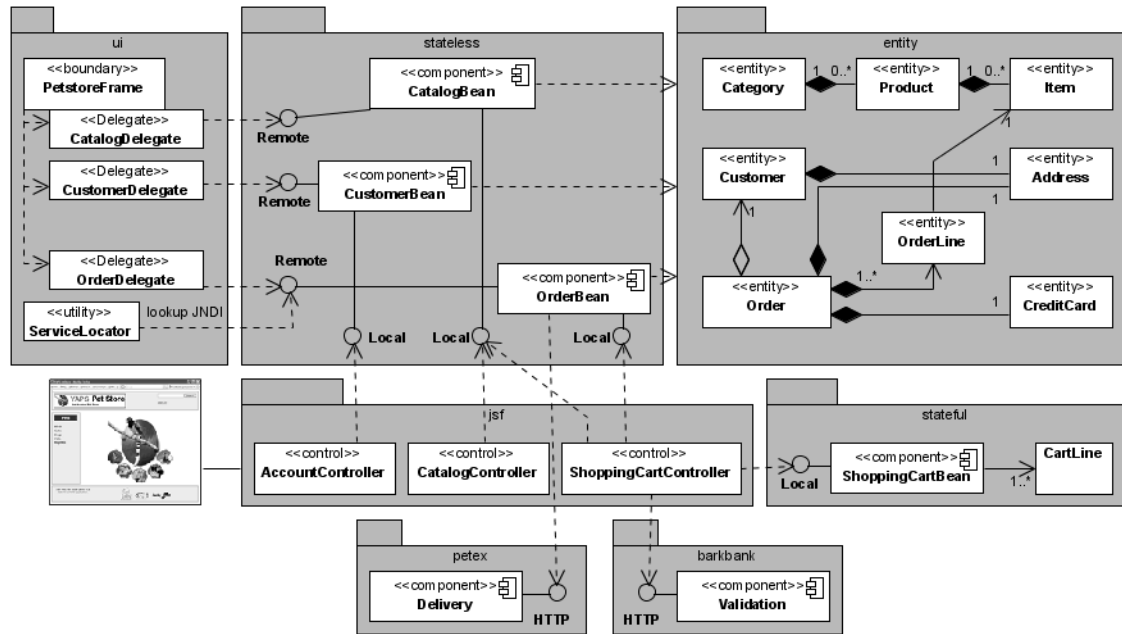 ui
<<boundary>>
PetstoreFrame
<<Delegate>>
CatalogDelegate
<<Delegate>>
CustomerDelegate
<<Delegate>>
OrderDelegate
<<utility>>
ServiceLocator
lookup JNDI
stateless
<<component>>
CatalogBean
Remote
<<component>>
CustomerBean
Remote
Remote
<<component>>
OrderBean
Local
Local
Local
entity
<<entity>>
Category
1 0..*
<<entity>>
Product
1 0..*
<<entity>>
Item
1
<<entity>>
Customer
1
<<entity>>
Address
1
1
<<entity>>
OrderLine
1..*
<<entity>>
Order
1
<<entity>>
CreditCard
YAPS Pet Store
jsf
<<control>>
AccountController
<<control>>
CatalogController
<<control>>
ShoppingCartController
stateful
Local
<<component>>
ShoppingCartBean
1..*
CartLine
petex
<<component>>
Delivery
HTTP
barkbank
HTTP
<<component>>
Validation